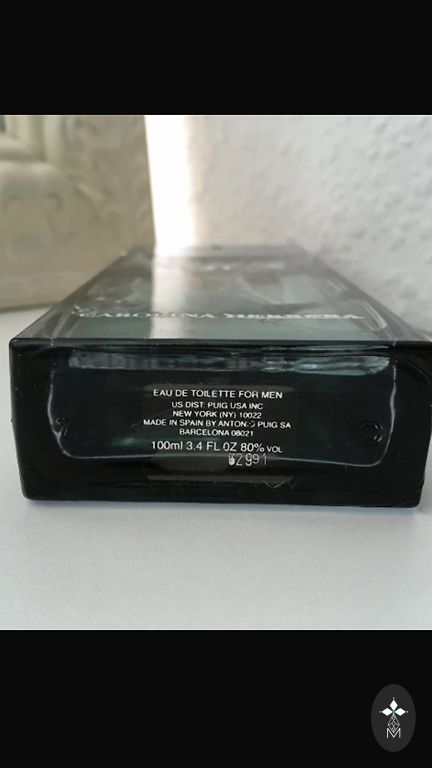 CAROLINA HERRERA
EAU DE TOILETTE FOR MEN
US DIST. PUIG USA INC
NEW YORK (NY) 10022
MADE IN SPAIN BY ANTONIO PUIG SA
BARCELONA 08021
100ml 3.4 FL OZ 80% VOL
62991
M